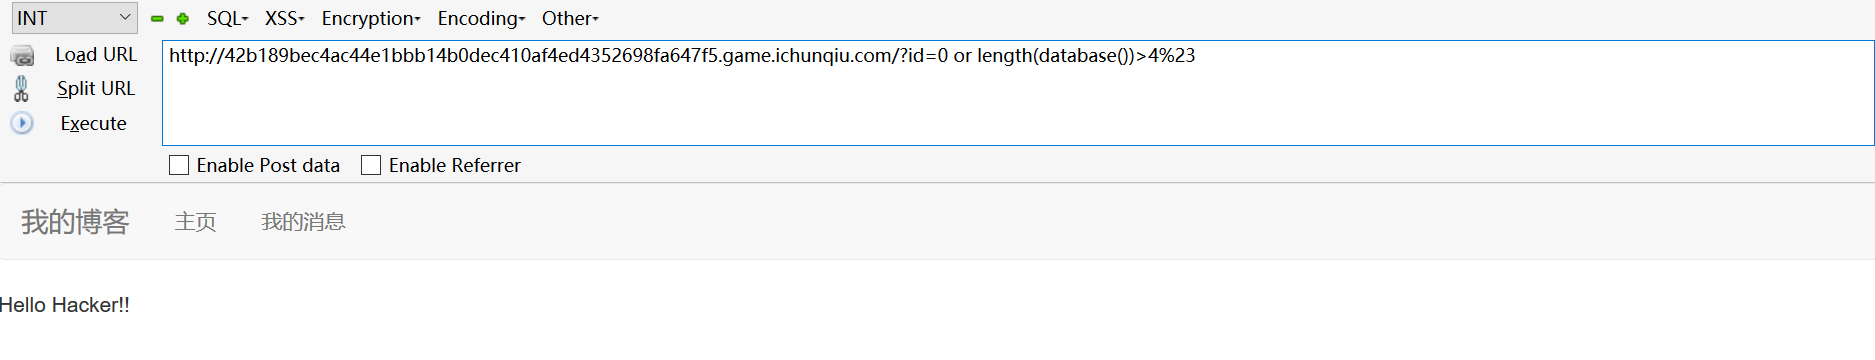 INT SQL XSS Encryption Encoding Other
Load URL http://42b189bec4ac44e1bbb14b0dec410af4ed4352698fa647f5.game.ichunqiu.com/?id=0 or length(database())>4%23
Split URL
Execute
Enable Post data Enable Referrer
我的博客 主页 我的消息
Hello Hacker!!